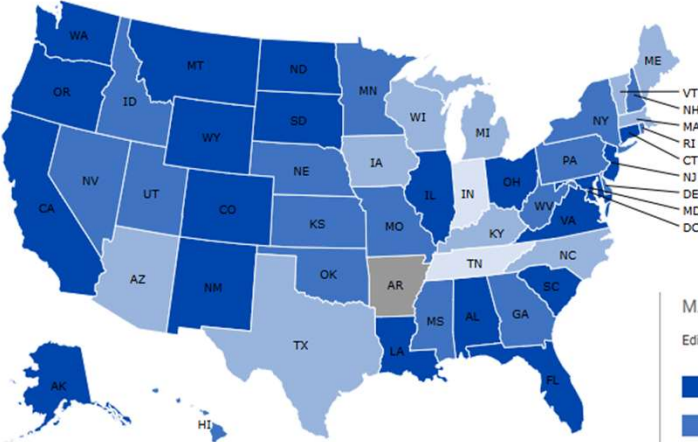 WA
MT
ND
MN
ME
OR
ID
SD
WI
MI
NY
VT
NH
MA
RI
CT
NJ
DE
MD
DC
WY
NE
IA
PA
NV
UT
CO
KS
MO
IL
IN
OH
WV
VA
KY
CA
AZ
NM
OK
AR
TN
NC
SC
TX
LA
MS
AL
GA
FL
AK
HI